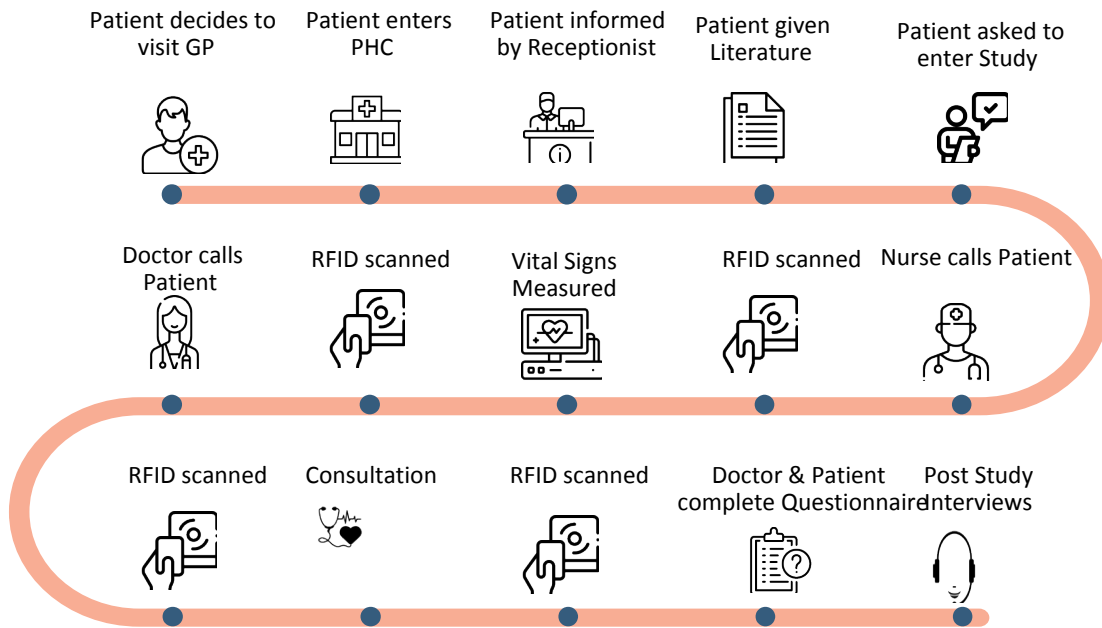 Patient decides to
visit GP
Patient enters
PHC
Patient informed
by Receptionist
Patient given
Literature
Patient asked to
enter Study
Doctor calls
Patient
RFID scanned
Vital Signs
Measured
RFID scanned
Nurse calls Patient
RFID scanned
Consultation
RFID scanned
Doctor & Patient
complete Questionnaire
Post Study
Interviews